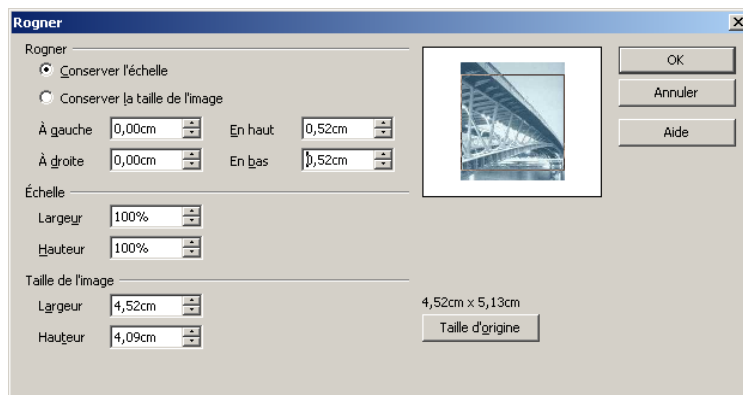 Rogner
Rogner
Conserver l'échelle
Conserver la taille de l'image
À gauche 0,00cm En haut 0,52cm
À droite 0,00cm En bas 0,52cm
Échelle
Largeur 100%
Hauteur 100%
Taille de l'image
Largeur 4,52cm
Hauteur 4,09cm
4,52cm x 5,13cm
Taille d'origine
OK
Annuler
Aide